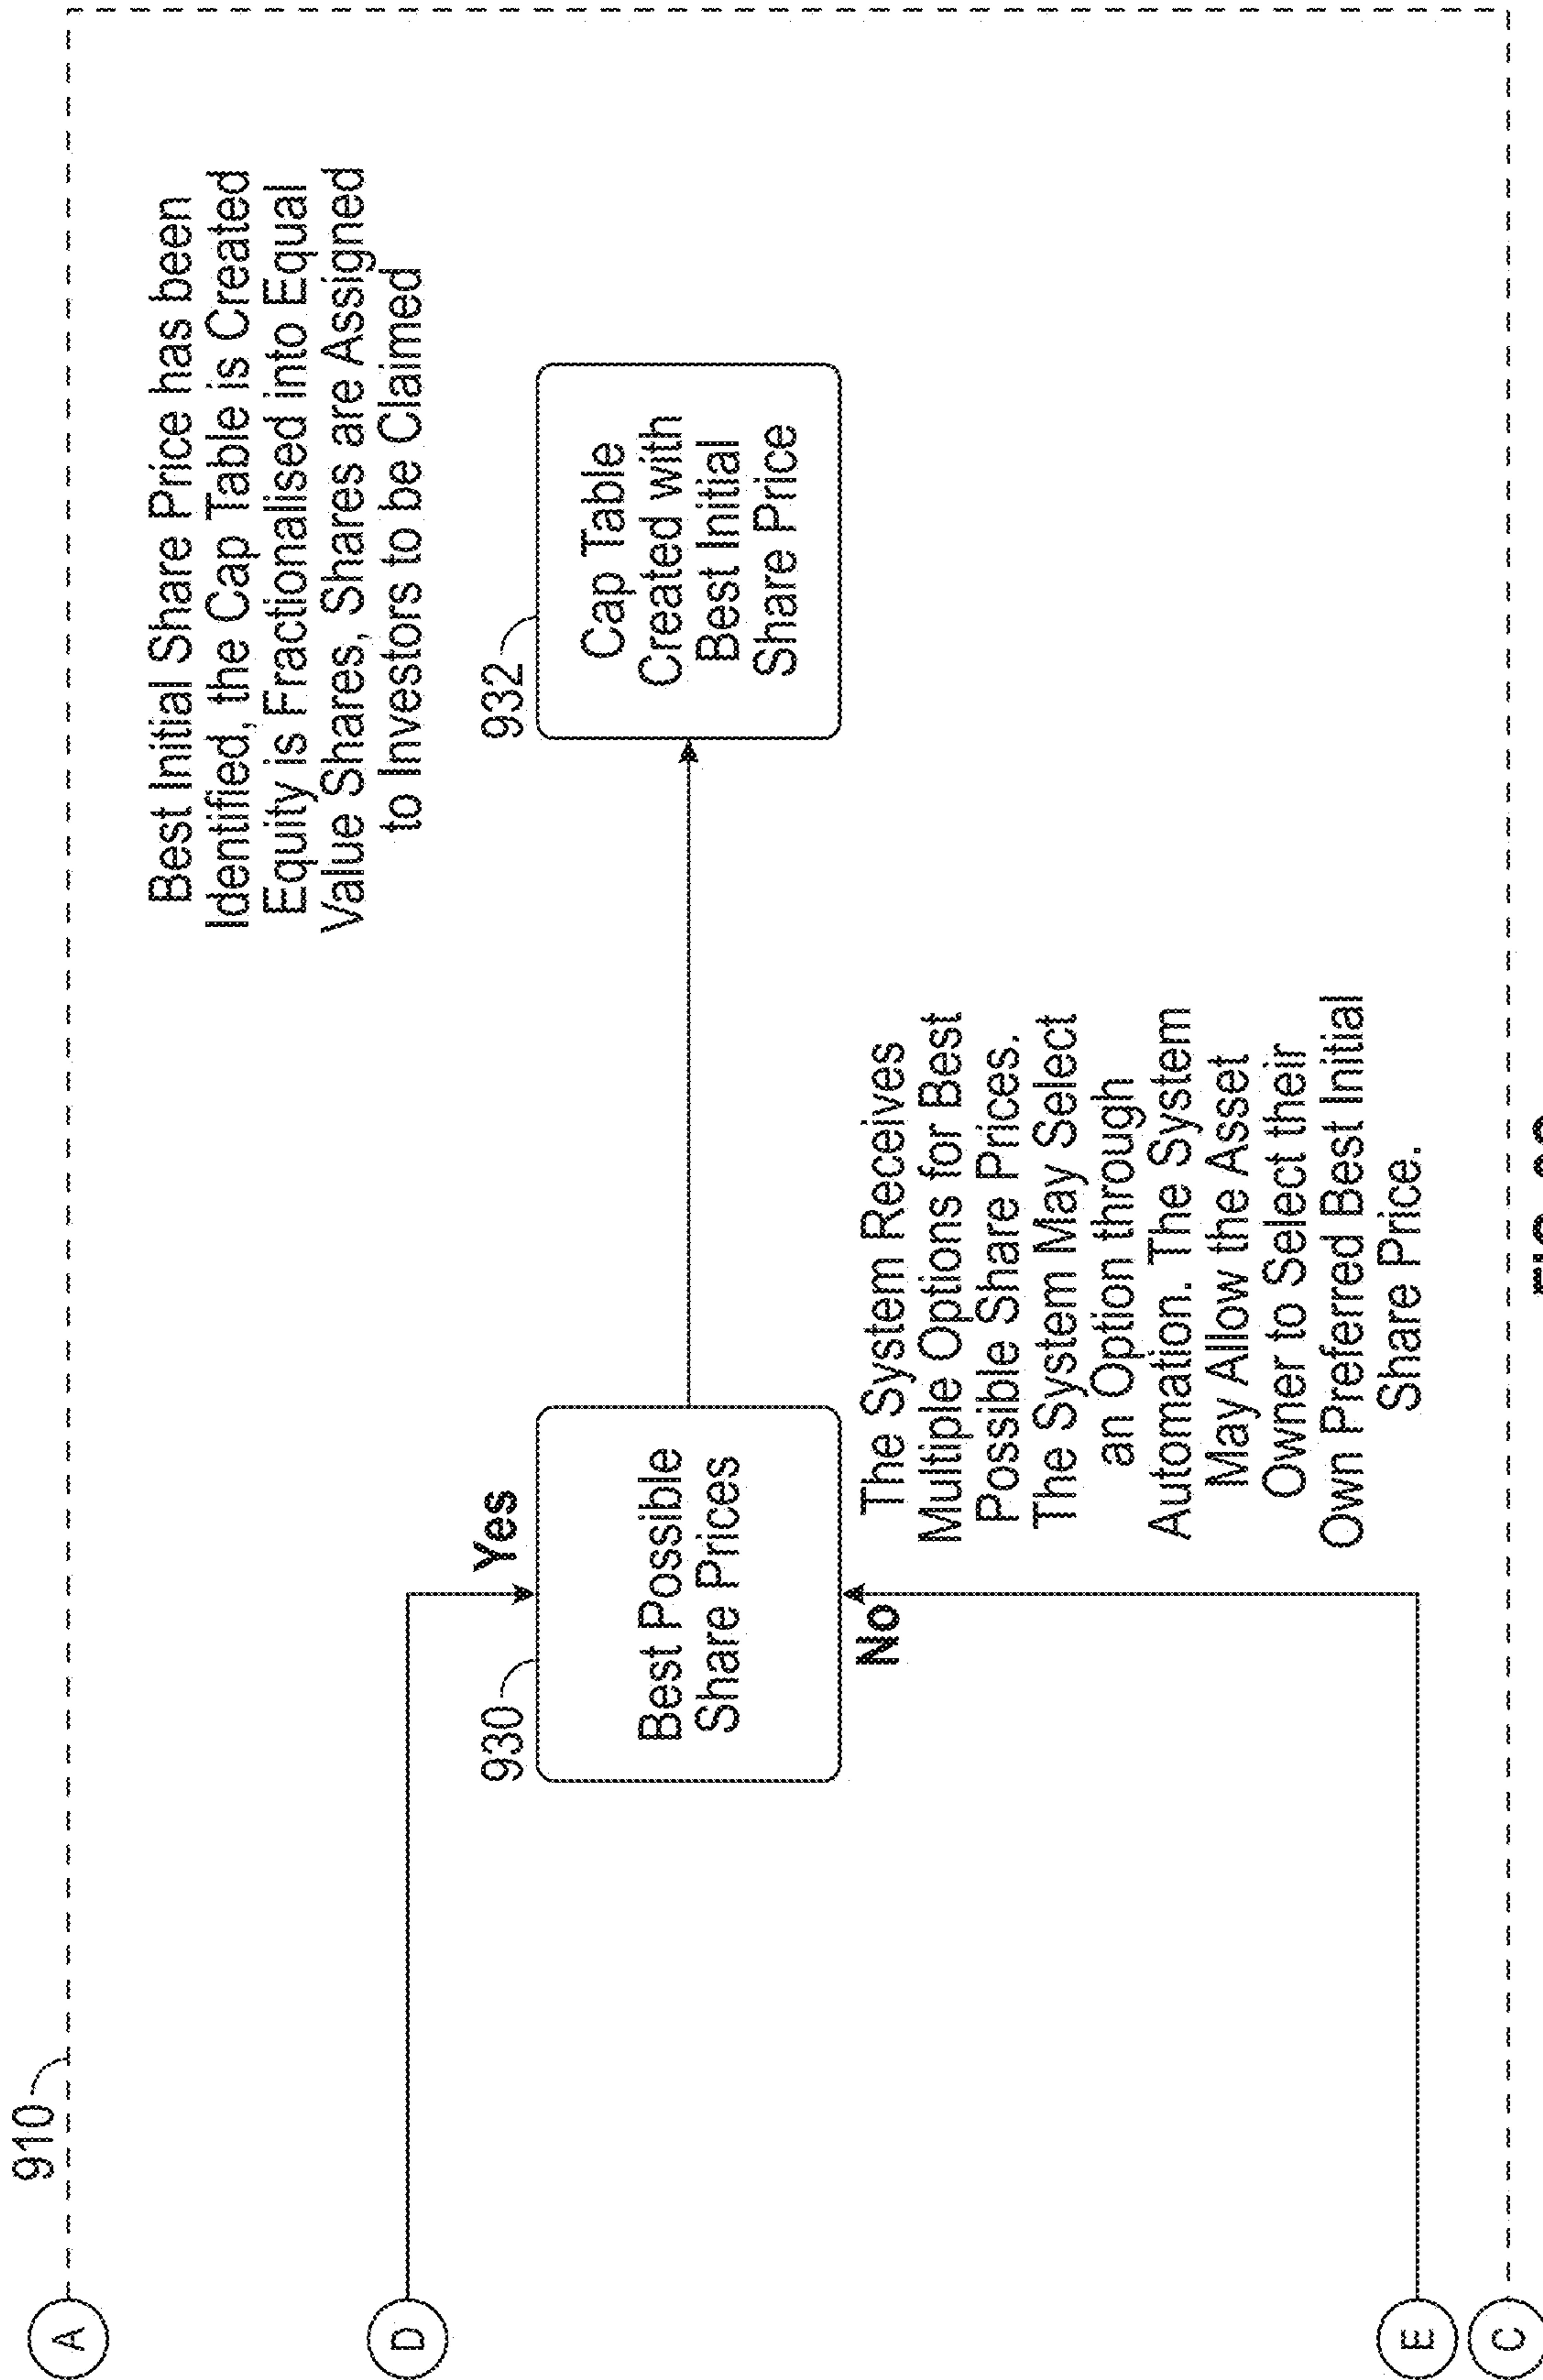 910
A
D
Yes
930
Best Possible
Share Prices
No
The System Receives
Multiple Options for Best
Possible Share Prices.
The System May Select
an Option through
Automation. The System
May Allow the Asset
Owner to Select their
Own Preferred Best Initial
Share Price.
Best Initial Share Price has been
Identified, the Cap Table is Created
Equity is Fractionalised into Equal
Value Shares, Shares are Assigned
to Investors to be Claimed
932
Cap Table
Created with
Best Initial
Share Price
E
C